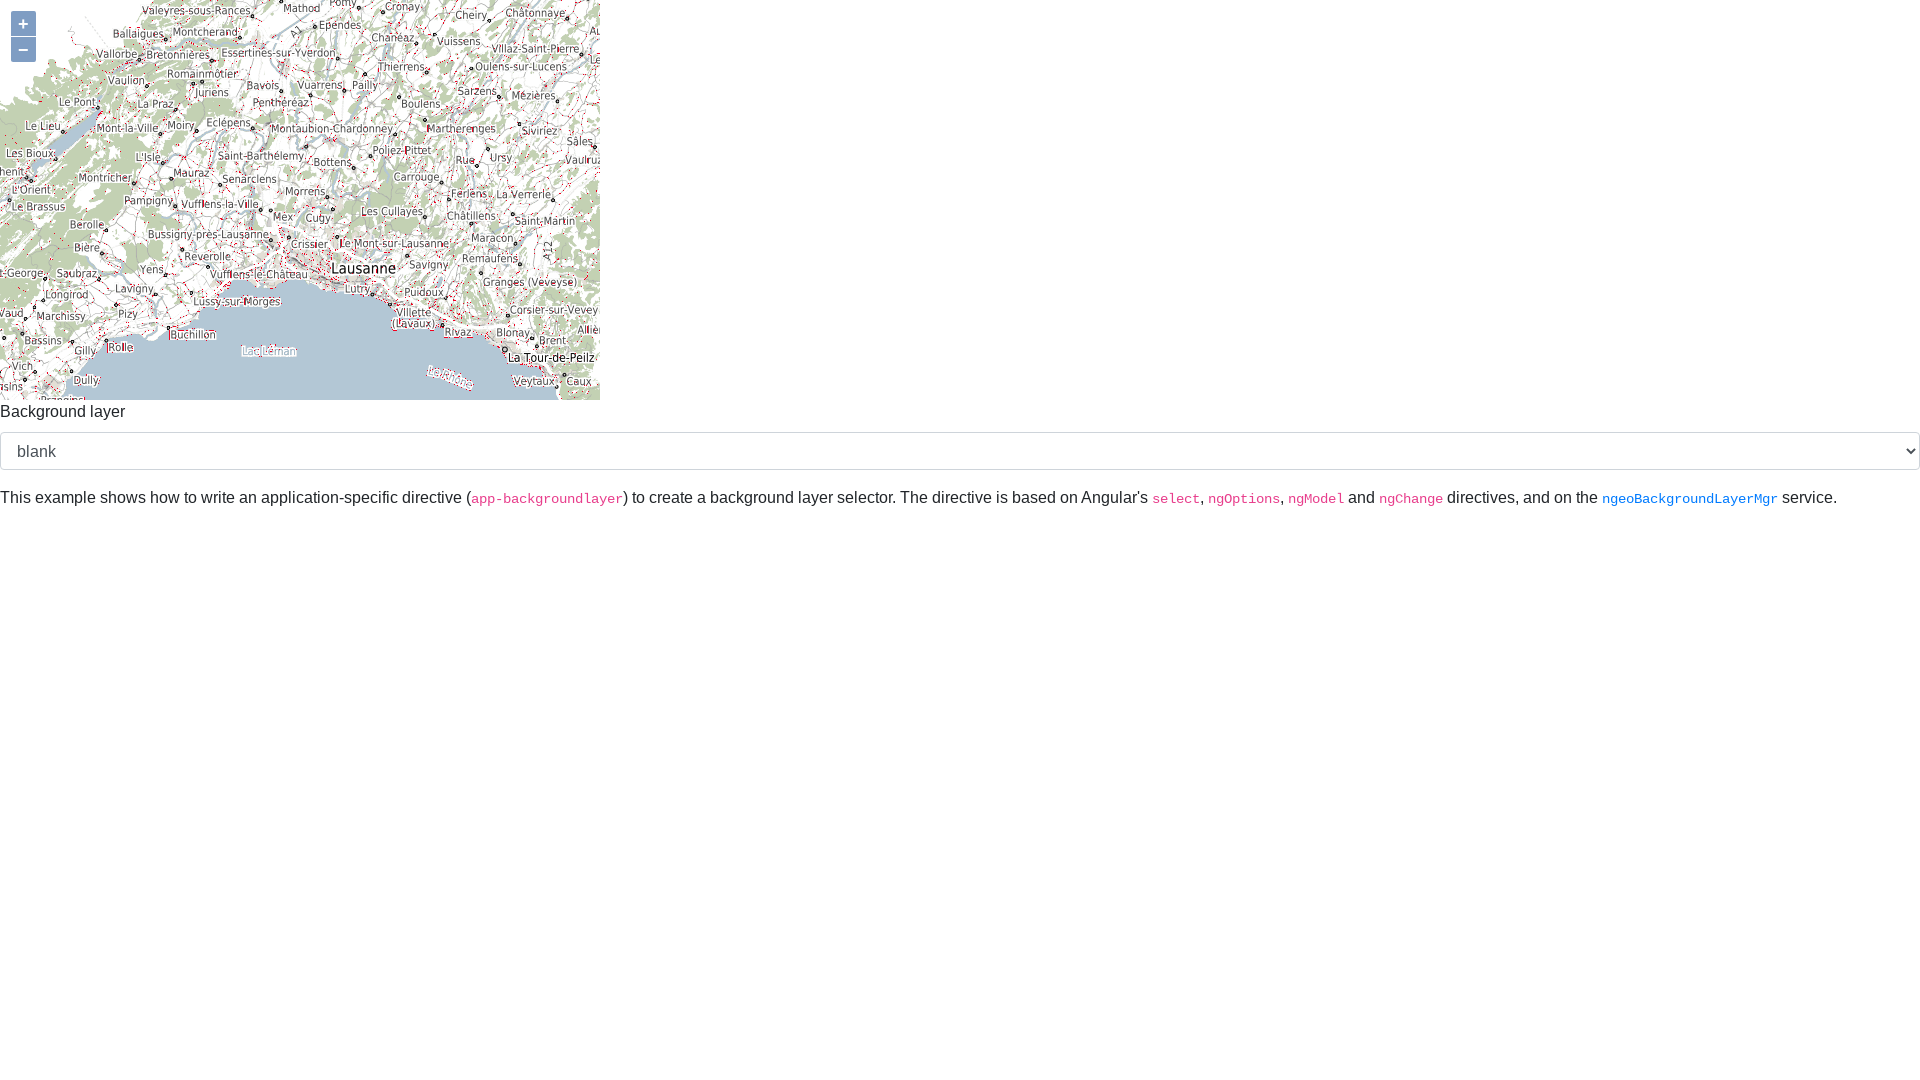 +
Valeyres-sous-Rances
Mathod
Pomy
Cronay
Cheiry
Châtonnaye
Ballaigues
Montcherand
A1
Ependes
Chanéaz
Vuissens
Villaz-Saint-Pierre
−
Vallorbe
Bretonnières
Essertines-sur-Yverdon
Thierrens
Oulens-sur-Lucens
Vaulion
Romainmôtier
Juriens
Bavois
Vuarrens
Pailly
Sarzens
Mézières
Le Pont
La Praz
Penthéréaz
Boulens
Le Lieu
Mont-la-Ville
Moiry
Eclépens
Montaubion-Chardonney
Martherenges
Siviriez
Sâles
Les Bioux
L'Isle
Saint-Barthélemy
Bottens
Poliez-Pittet
Rue
Ursy
Vaulruz
L'Orient
Montricher
Mauraz
Senarclens
Carrouge
Le Brassus
Pampigny
Vufflens-la-Ville
Morrens
Ferlens
La Verrerie
Berolle
Mex
Cugy
Les Cullayes
Châtillens
Saint-Martin
Bière
Bussigny-près-Lausanne
Crissier
Le Mont-sur-Lausanne
Maracon
A12
t-George
Saubraz
Yens
Reverolle
Vufflens-le-Château
Lausanne
Savigny
Remaufens
Longirod
Lavigny
Lussy-sur-Morges
Lutry
Puidoux
Granges (Veveyse)
Vaud
Marchissy
Pizy
Villette
(Lavaux)
Corsier-sur-Vevey
Bassins
Gilly
Rolle
Buchillon
Rivaz
Blonay
Brent
Allièr
Vich
Dully
Lac Léman
Le Rhône
La Tour-de-Peilz
Veytaux
Caux
Prangins
Background layer
blank
This example shows how to write an application-specific directive (app-backgroundlayer) to create a background layer selector. The directive is based on Angular's select, ngOptions, ngModel and ngChange directives, and on the ngeoBackgroundLayerMgr service.